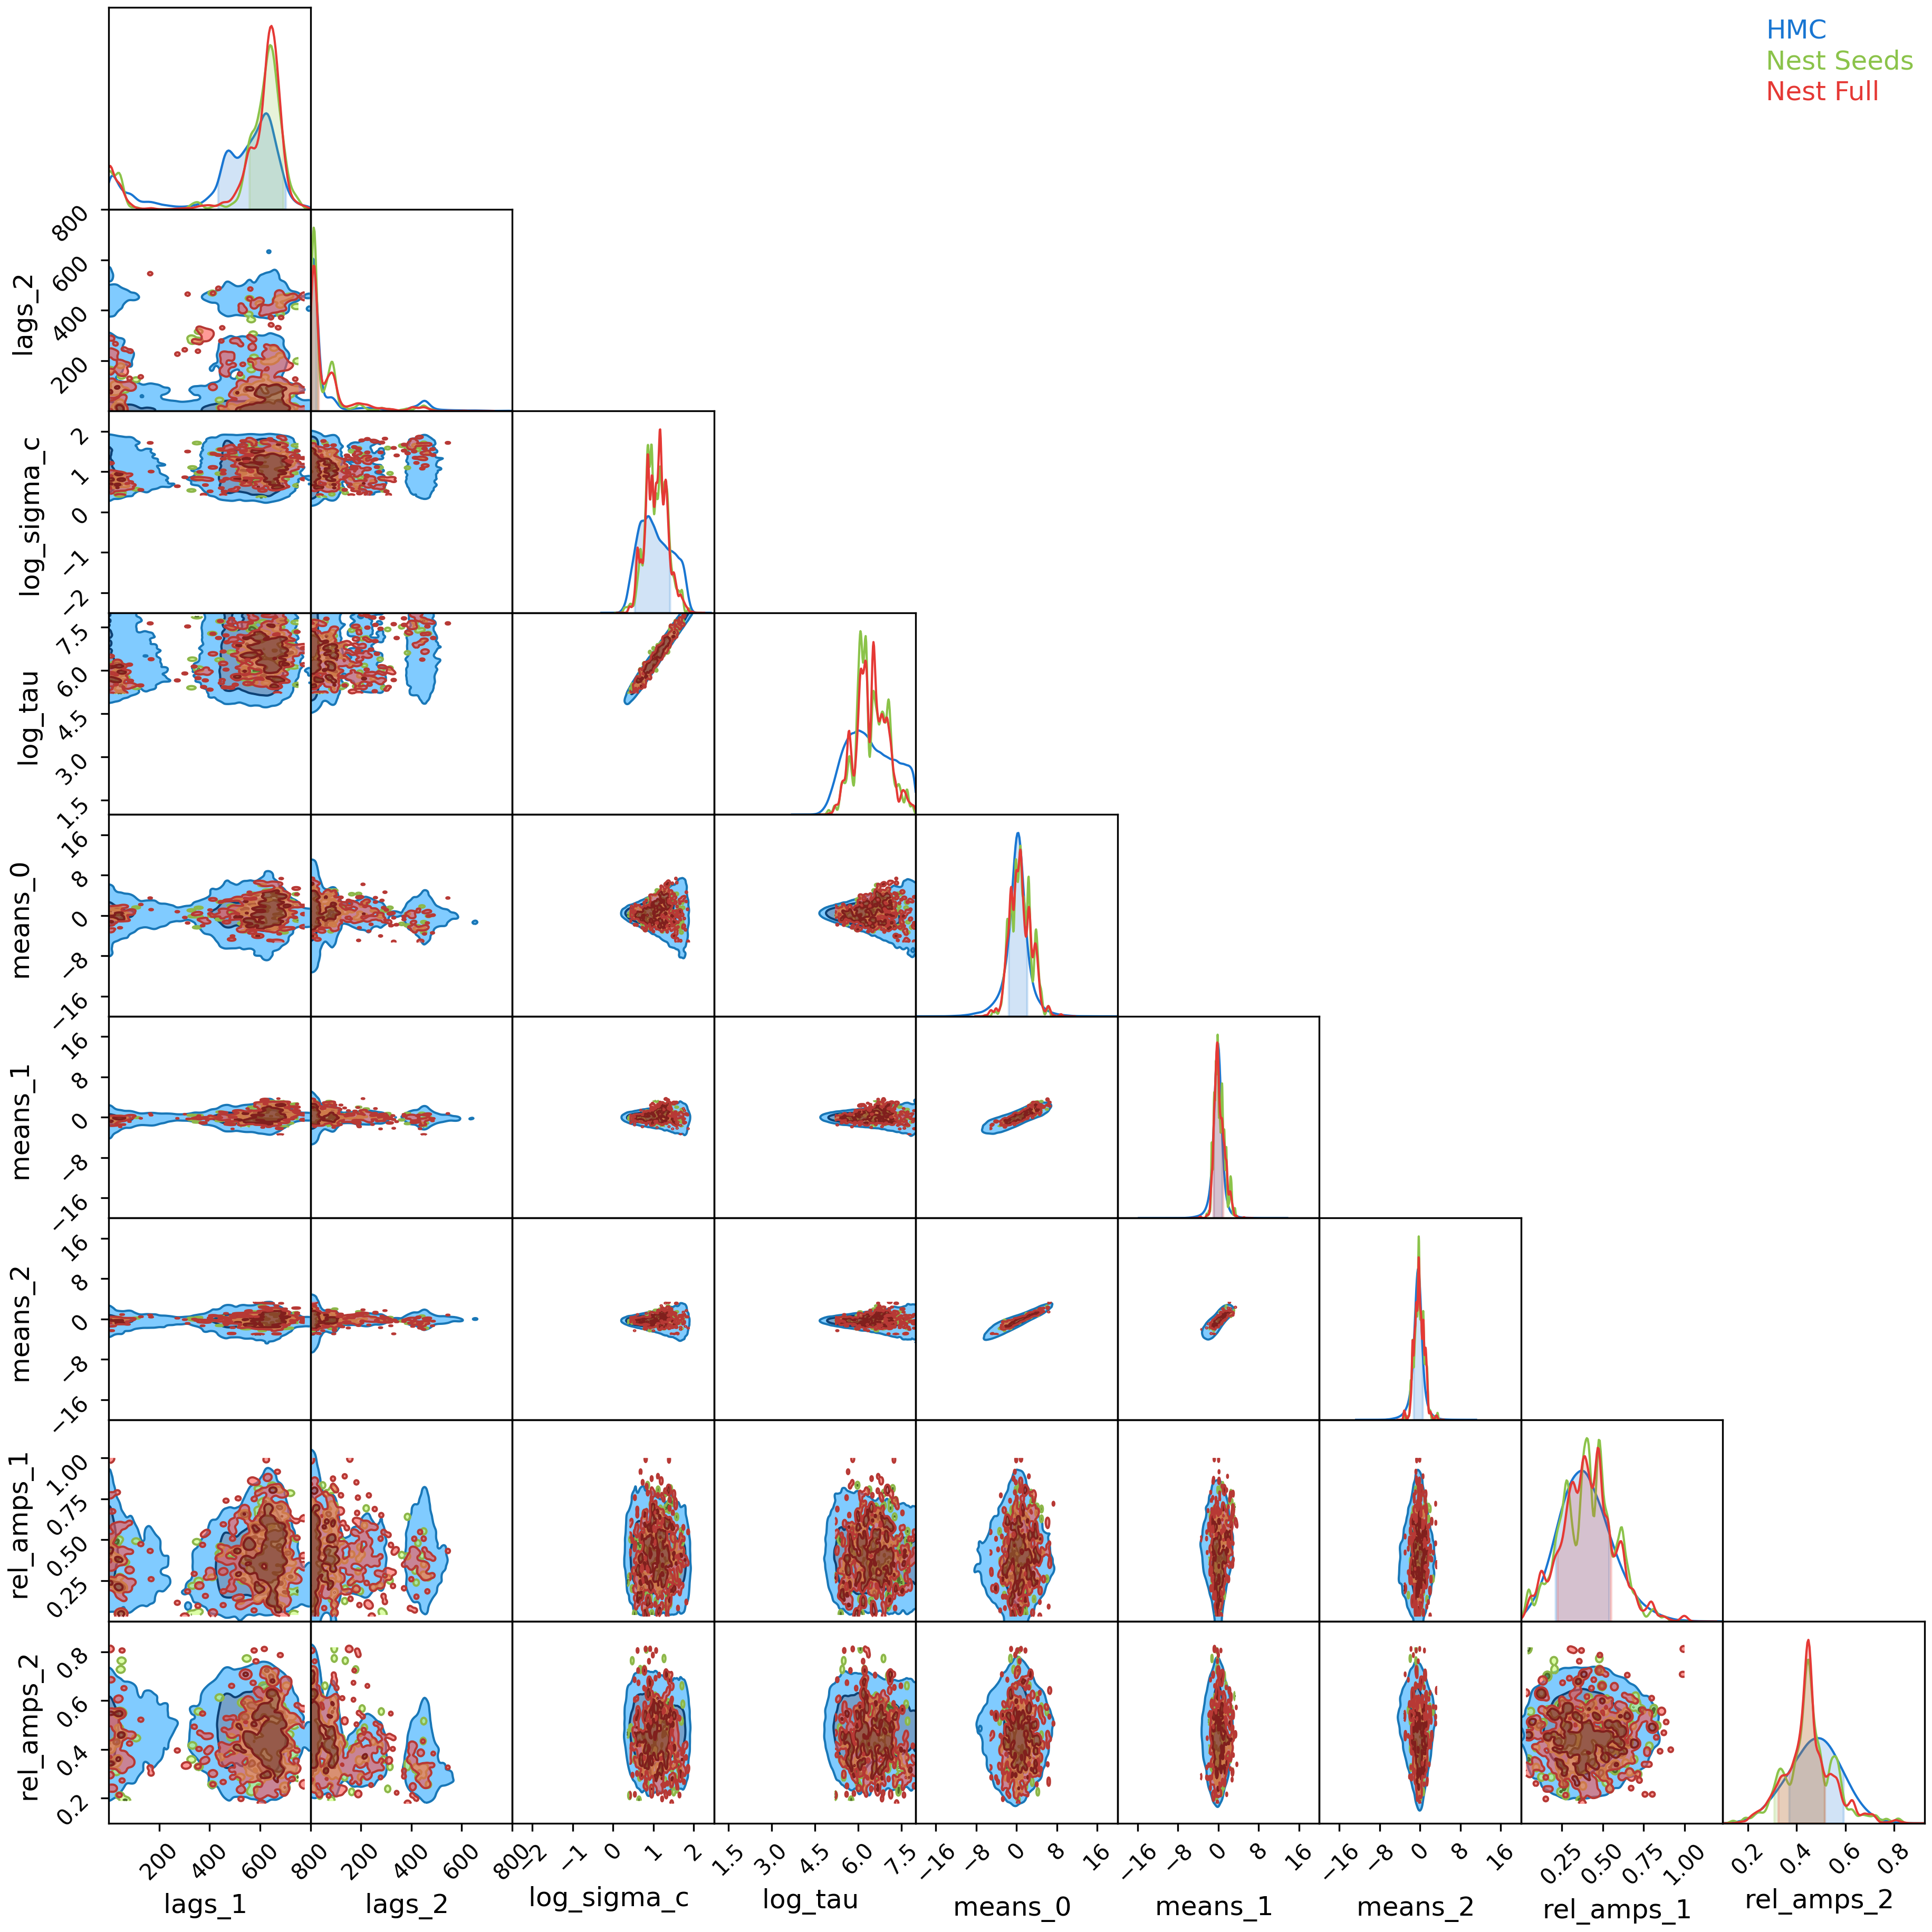 HMC
Nest Seeds
Nest Full
800
600
400
200
lags_2
2
1
0
−1
−2
log_sigma_c
7.5
6.0
4.5
3.0
1.5
log_tau
16
8
0
−8
−16
means_0
16
8
0
−8
−16
means_1
16
8
0
−8
−16
means_2
1.00
0.75
0.50
0.25
rel_amps_1
0.8
0.6
0.4
0.2
rel_amps_2
200 400 600 800
200 400 600 800
−2 −1 0 1 2
1.5 3.0 4.5 6.0 7.5
−16 −8 0 8 16
−16 −8 0 8 16
−16 −8 0 8 16
0.25 0.50 0.75 1.00
0.2 0.4 0.6 0.8
lags_1 lags_2 log_sigma_c log_tau means_0 means_1 means_2 rel_amps_1 rel_amps_2